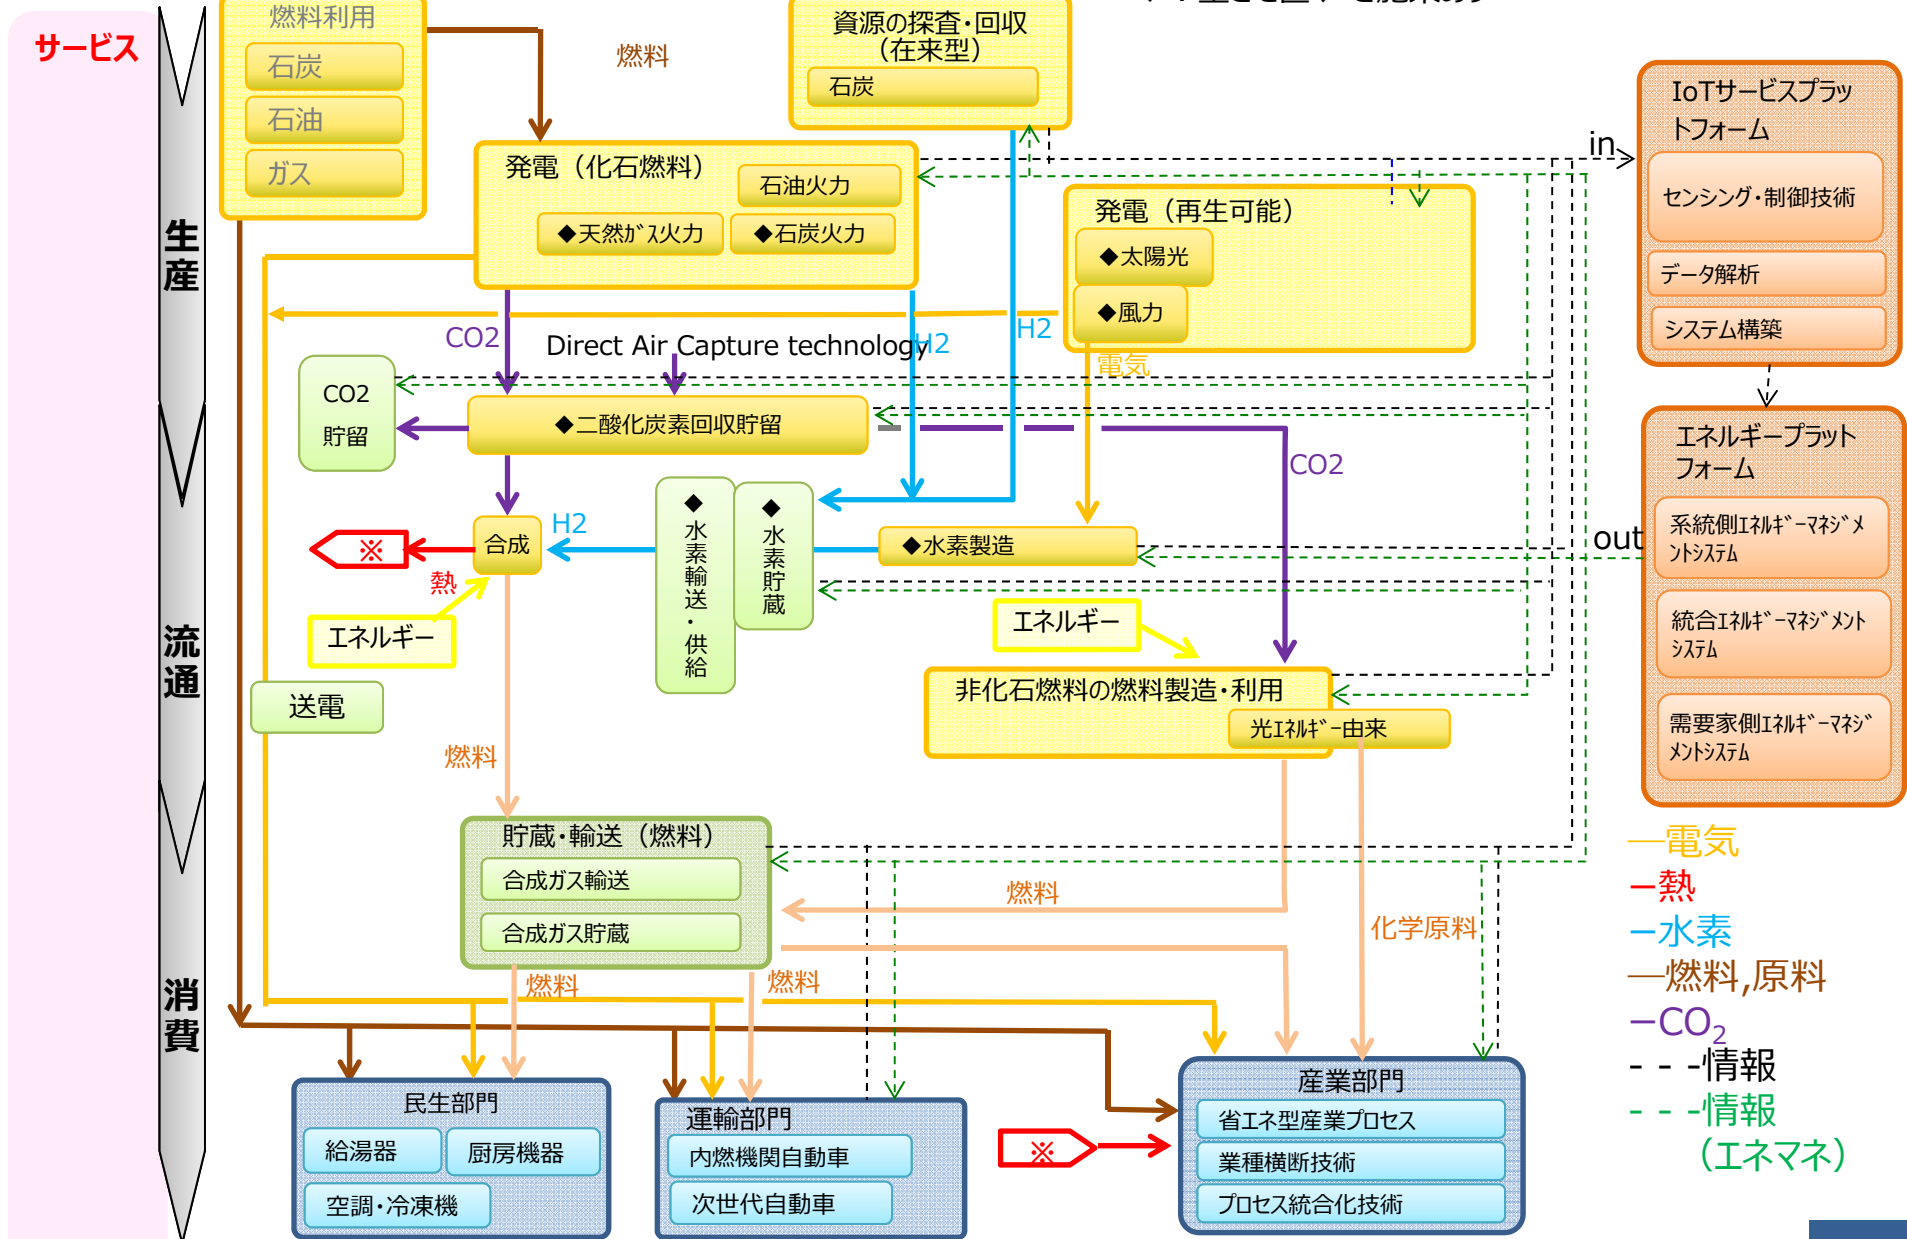 サービス
生産
流通
消費
燃料利用
石炭
石油
ガス
燃料
資源の探査・回収
（在来型）
石炭
発電（化石燃料）
石油火力
◆天然ｶﾞｽ火力
◆石炭火力
発電（再生可能）
◆太陽光
◆風力
in
IoTサービスプラッ
トフォーム
センシング・制御技術
データ解析
システム構築
CO2
Direct Air Capture technology
H2
H2
電気
CO2
貯留
◆二酸化炭素回収貯留
CO2
エネルギープラット
フォーム
系統側ｴﾈﾙｷﾞｰﾏﾈｼﾞﾒ
ﾝﾄｼｽﾃﾑ
統合ｴﾈﾙｷﾞｰﾏﾈｼﾞﾒﾝﾄ
ｼｽﾃﾑ
需要家側ｴﾈﾙｷﾞｰﾏﾈｼﾞ
ﾒﾝﾄｼｽﾃﾑ
out
※
熱
合成
H2
◆水素輸送・供給
◆水素貯蔵
◆水素製造
エネルギー
エネルギー
送電
非化石燃料の燃料製造・利用
光ｴﾈﾙｷﾞｰ由来
燃料
貯蔵・輸送（燃料）
合成ガス輸送
合成ガス貯蔵
燃料
化学原料
燃料
燃料
民生部門
給湯器
厨房機器
空調・冷凍機
運輸部門
内燃機関自動車
次世代自動車
※
産業部門
省エネ型産業プロセス
業種横断技術
プロセス統合化技術
―電気
－熱
－水素
―燃料,原料
－CO2
- - -情報
- - -情報
（エネマネ）